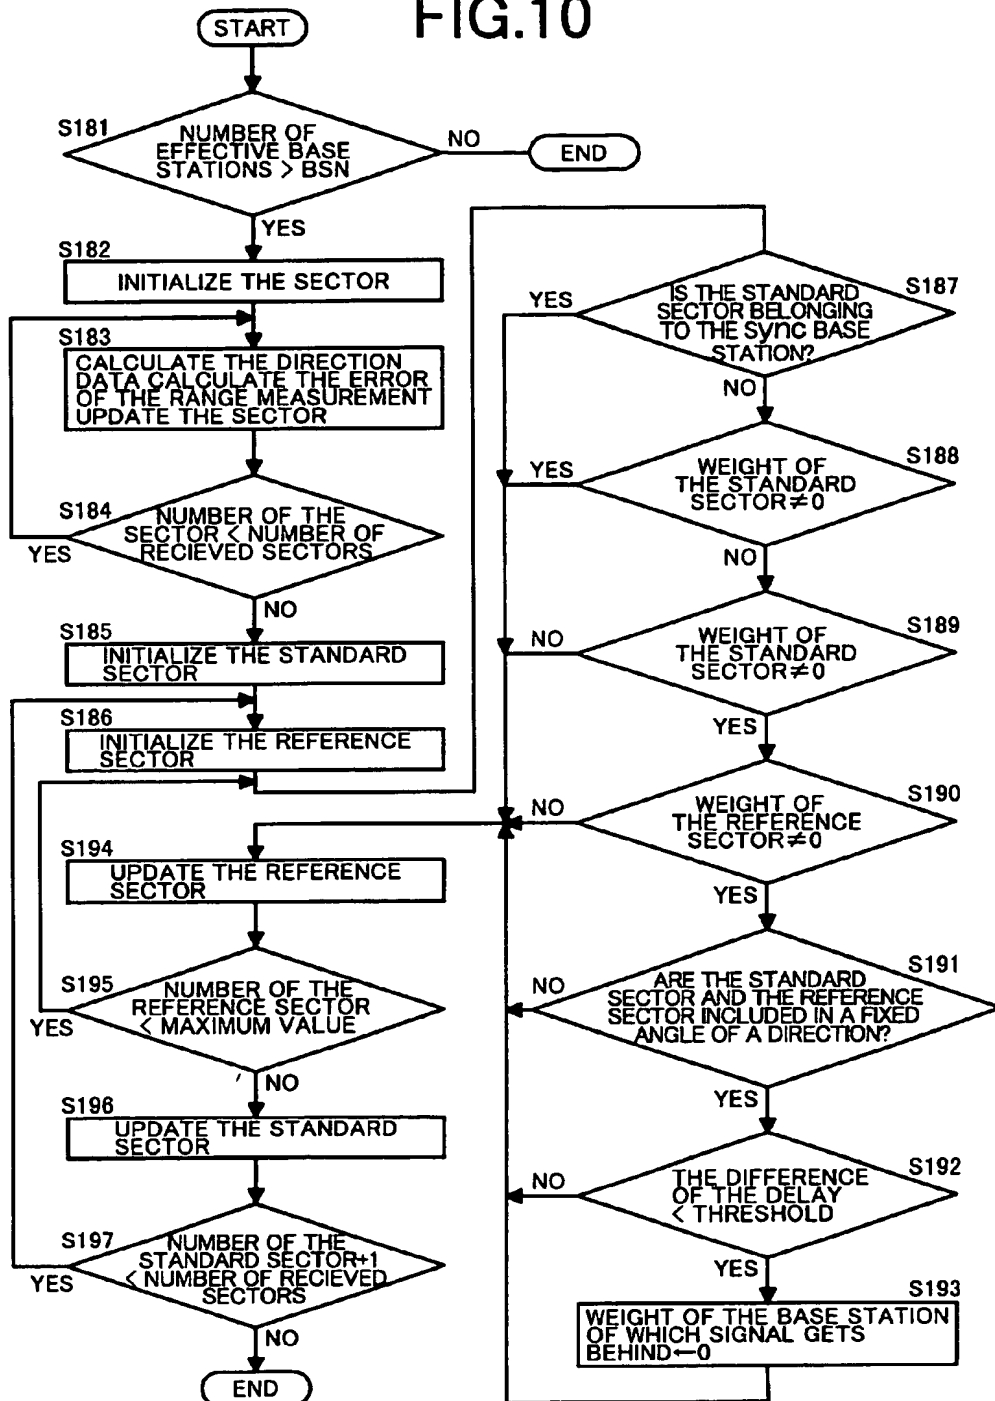 FIG.10
START
S181
NUMBER OF
EFFECTIVE BASE
STATIONS > BSN
NO
END
YES
S182
INITIALIZE THE SECTOR
S183
CALCULATE THE DIRECTION
DATA CALCULATE THE ERROR
OF THE RANGE MEASUREMENT
UPDATE THE SECTOR
S184
NUMBER OF THE
SECTOR < NUMBER OF
RECIEVED SECTORS
YES
NO
S185
INITIALIZE THE STANDARD
SECTOR
S186
INITIALIZE THE REFERENCE
SECTOR
S187
IS THE STANDARD
SECTOR BELONGING
TO THE sync BASE
STATION?
YES
NO
S188
WEIGHT OF
THE STANDARD
SECTOR≠0
YES
NO
S189
WEIGHT OF
THE STANDARD
SECTOR≠0
NO
YES
S190
WEIGHT OF
THE REFERENCE
SECTOR≠0
NO
YES
S191
ARE THE STANDARD
SECTOR AND THE REFERENCE
SECTOR INCLUDED IN A FIXED
ANGLE OF A DIRECTION?
NO
YES
S192
THE DIFFERENCE
OF THE DELAY
< THRESHOLD
NO
YES
S193
WEIGHT OF THE BASE STATION
OF WHICH SIGNAL GETS
BEHIND←0
S194
UPDATE THE REFERENCE
SECTOR
S195
NUMBER OF THE
REFERENCE SECTOR
< MAXIMUM VALUE
YES
NO
S196
UPDATE THE STANDARD
SECTOR
S197
NUMBER OF THE
STANDARD SECTOR+1
< NUMBER OF RECIEVED
SECTORS
YES
NO
END